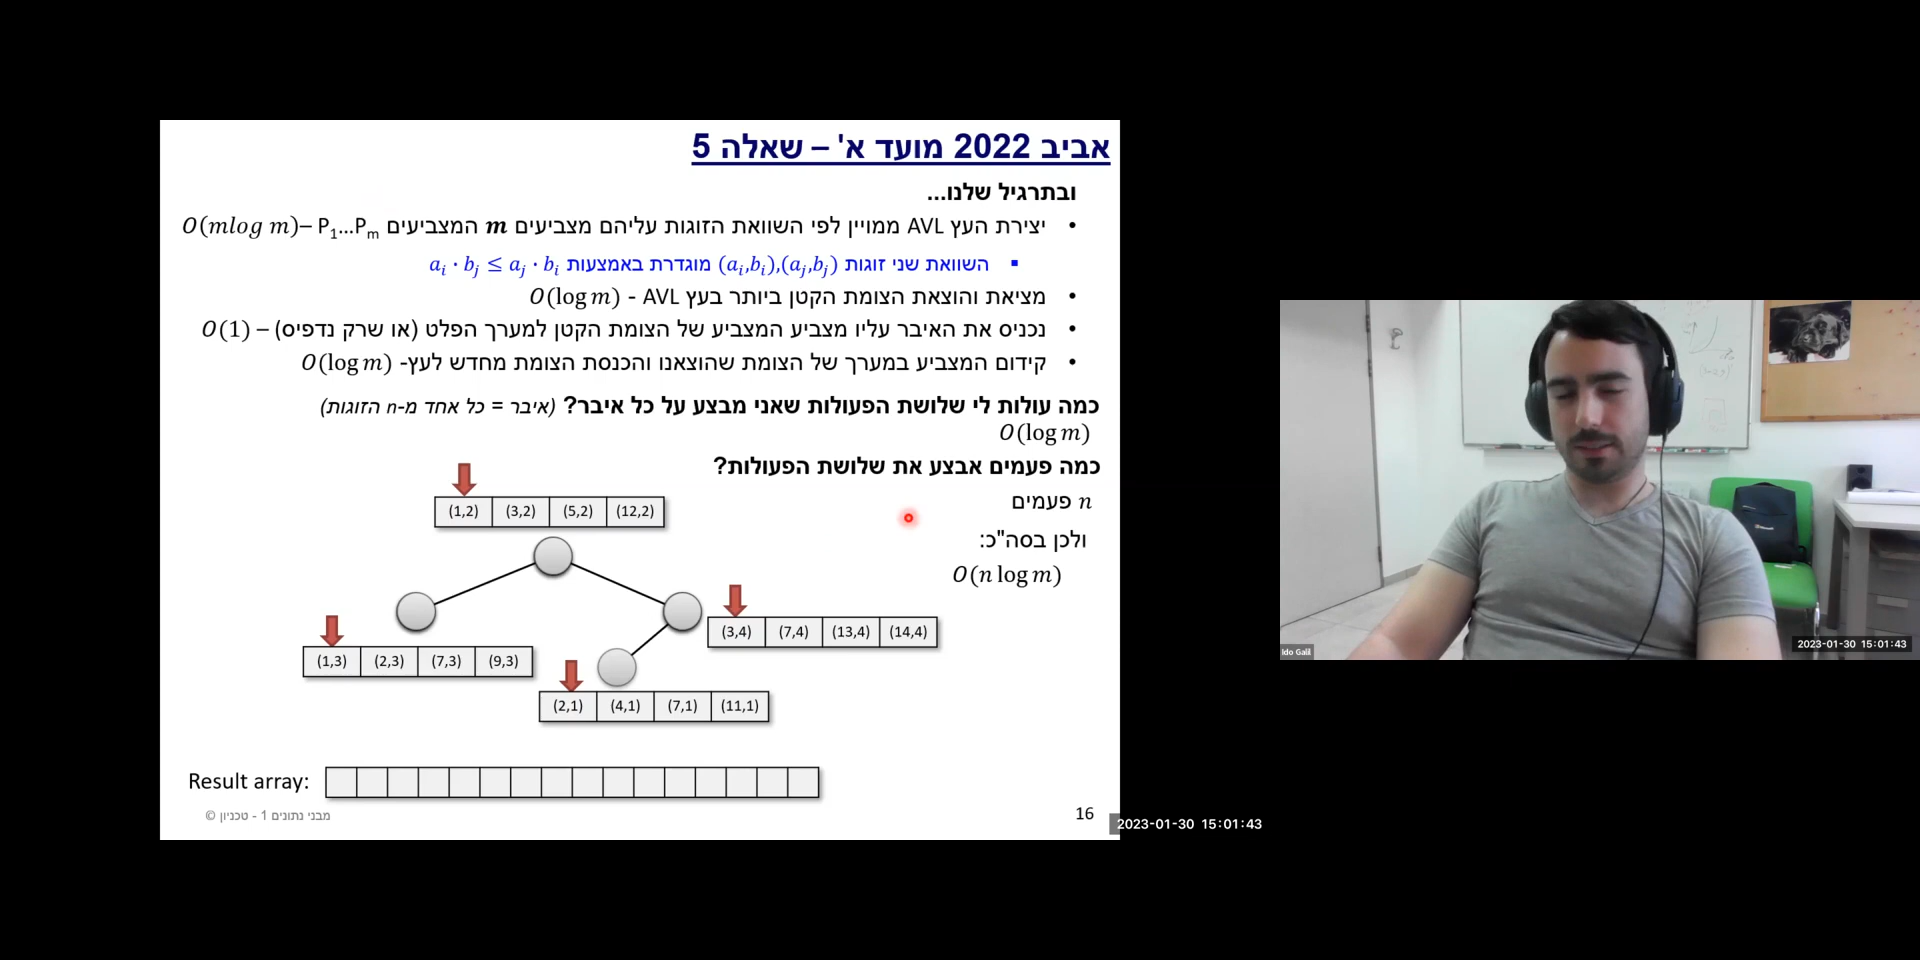 אביב 2022 מועד א' – שאלה 5
ובתרגיל שלנו...
• יצירת העץ AVL ממויין לפי השוואת הזוגות עליהם מצביעים m המצביעים P1...Pm – O(mlog m)
▪ השוואת שני זוגות (ai,bi),(aj,bj) מוגדרת באמצעות ai · bj ≤ aj · bi
• מציאת והוצאת הצומת הקטן ביותר בעץ AVL - O(log m)
• נכניס את האיבר עליו מצביע המצביע של הצומת הקטן למערך הפלט (או שרק נדפיס) – O(1)
• קידום המצביע במערך של הצומת שהוצאנו והכנסת הצומת מחדש לעץ- O(log m)
כמה עולות לי שלושת הפעולות שאני מבצע על כל איבר? (איבר = כל אחד מ-n הזוגות)
O(log m)
כמה פעמים אבצע את שלושת הפעולות?
n פעמים
ולכן בסה"כ:
O(n log m)
(1,2) (3,2) (5,2) (12,2)
(3,4) (7,4) (13,4) (14,4)
(1,3) (2,3) (7,3) (9,3)
(2,1) (4,1) (7,1) (11,1)
Result array:
מבני נתונים 1 - טכניון ©
16
2023-01-30 15:01:43
Ido Galil
2023-01-30 15:01:43